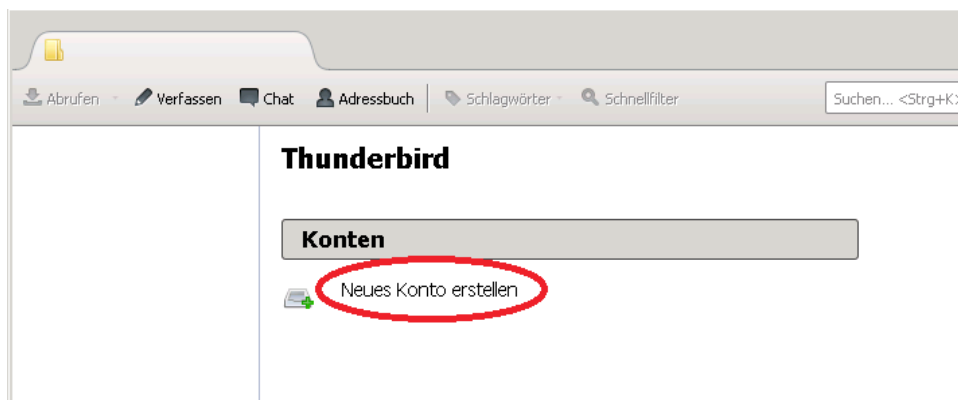 Abrufen Verfassen Chat Adressbuch Schlagwörter Schnellfilter Suchen... <Strg+K>
Thunderbird
Konten
Neues Konto erstellen